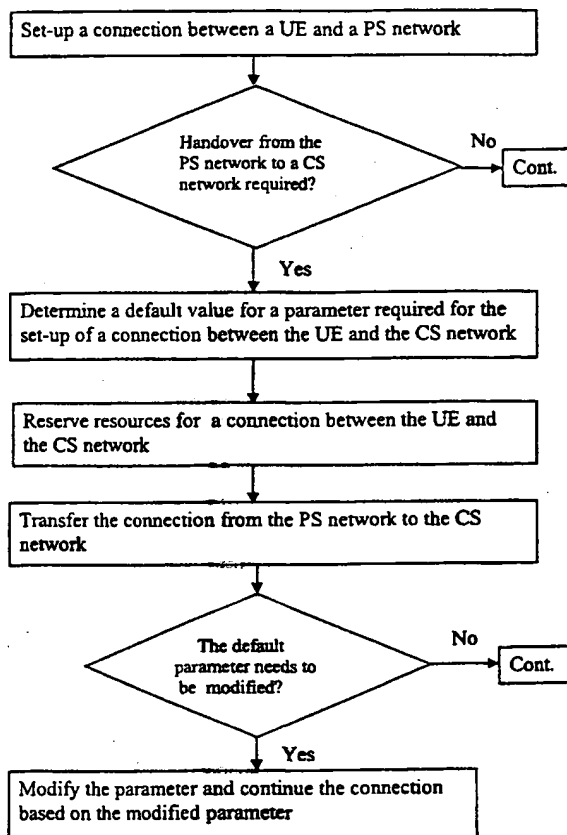 Set-up a connection between a UE and a PS network
Handover from the
PS network to a CS
network required?
No
Cont.
Yes
Determine a default value for a parameter required for the
set-up of a connection between the UE and the CS network
Reserve resources for a connection between the UE and
the CS network
Transfer the connection from the PS network to the CS
network
The default
parameter needs to
be modified?
No
Cont.
Yes
Modify the parameter and continue the connection
based on the modified parameter